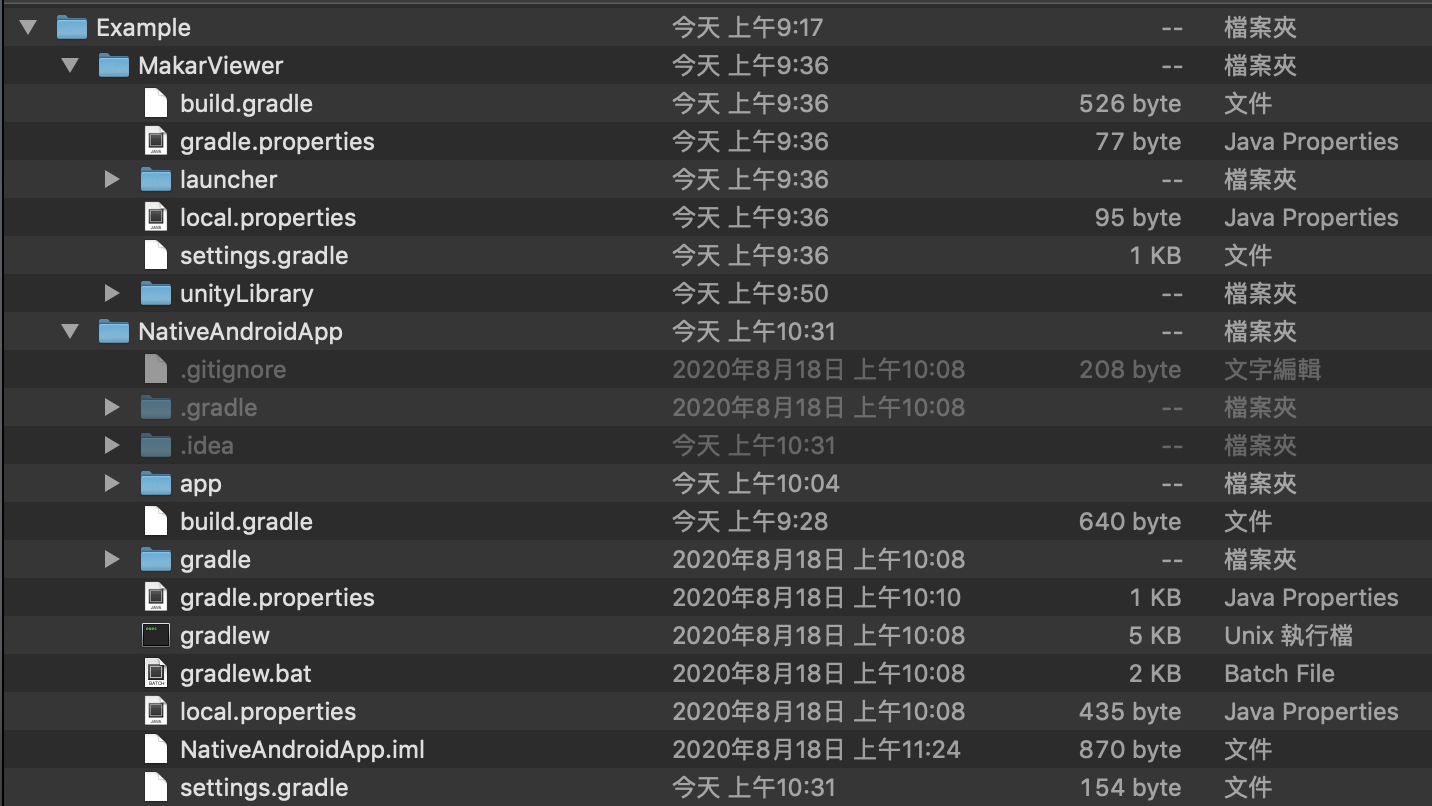 Example 今天 上午9:17 -- 檔案夾
MakarViewer 今天 上午9:36 -- 檔案夾
build.gradle 今天 上午9:36 526 byte 文件
gradle.properties 今天 上午9:36 77 byte Java Properties
launcher 今天 上午9:36 -- 檔案夾
local.properties 今天 上午9:36 95 byte Java Properties
settings.gradle 今天 上午9:36 1 KB 文件
unityLibrary 今天 上午9:50 -- 檔案夾
NativeAndroidApp 今天 上午10:31 -- 檔案夾
.gitignore 2020年8月18日 上午10:08 208 byte 文字編輯
.gradle 2020年8月18日 上午10:08 -- 檔案夾
.idea 今天 上午10:31 -- 檔案夾
app 今天 上午10:04 -- 檔案夾
build.gradle 今天 上午9:28 640 byte 文件
gradle 2020年8月18日 上午10:08 -- 檔案夾
gradle.properties 2020年8月18日 上午10:10 1 KB Java Properties
gradlew 2020年8月18日 上午10:08 5 KB Unix 執行檔
gradlew.bat 2020年8月18日 上午10:08 2 KB Batch File
local.properties 2020年8月18日 上午10:08 435 byte Java Properties
NativeAndroidApp.iml 2020年8月18日 上午11:24 870 byte 文件
settings.gradle 今天 上午10:31 154 byte 文件